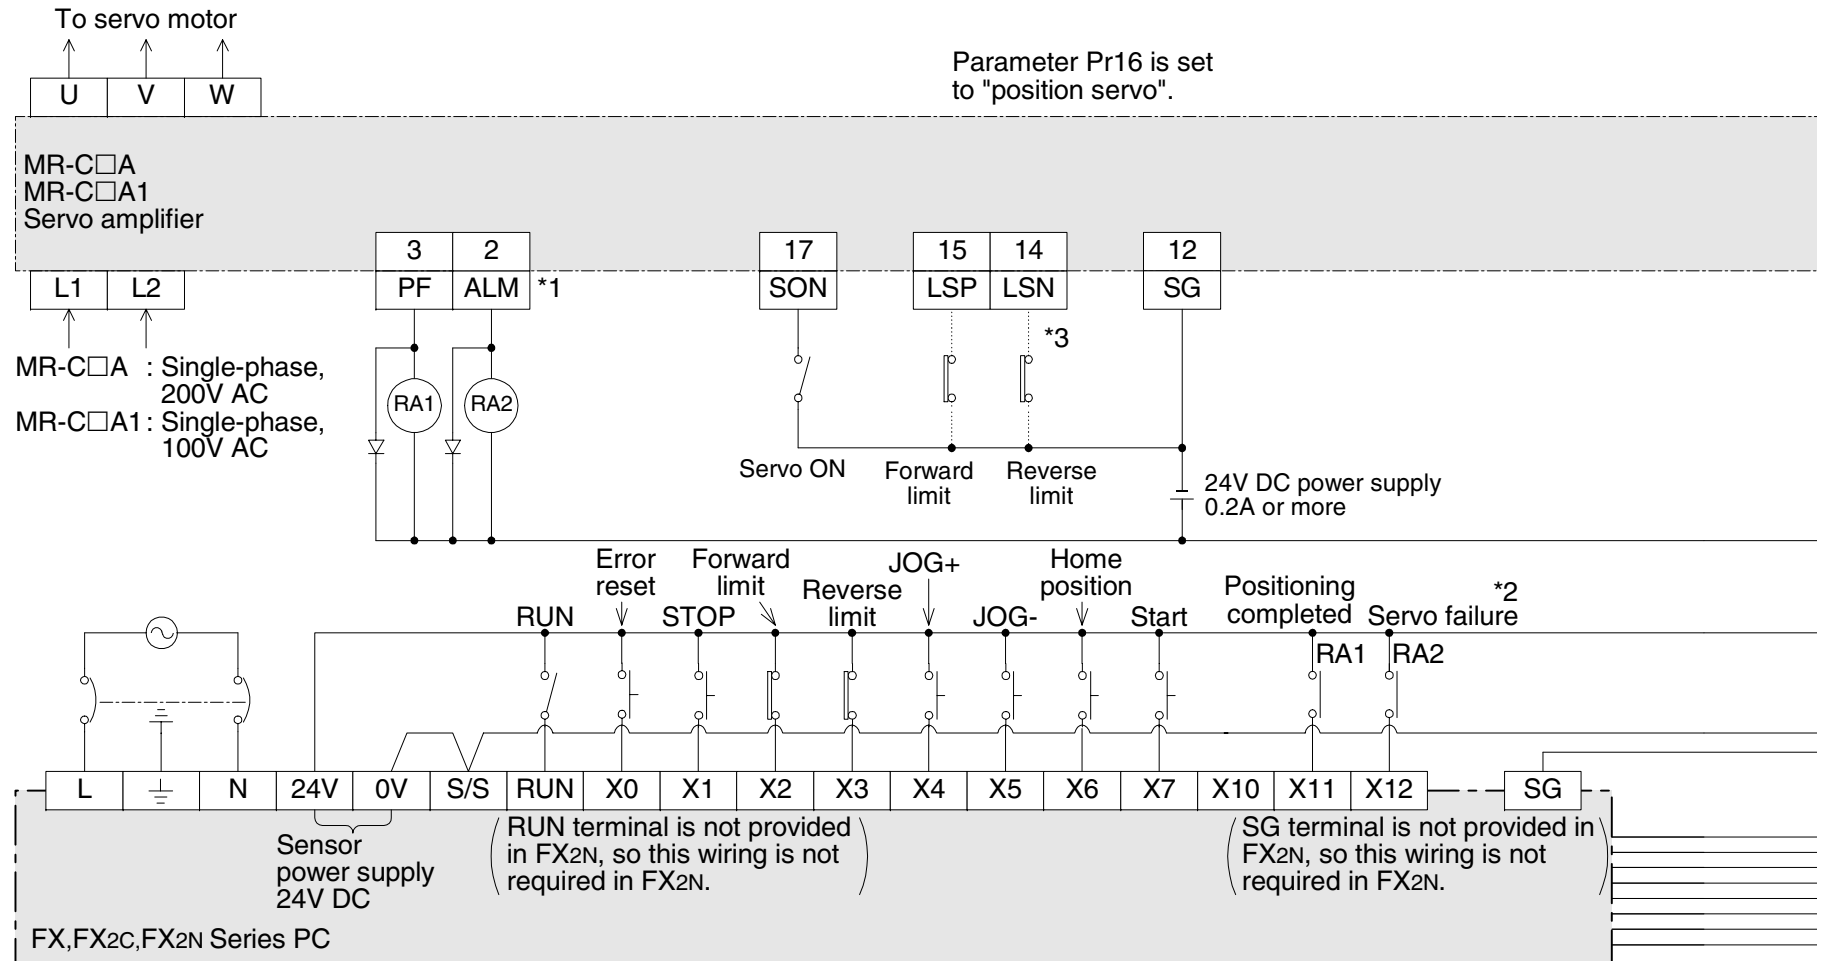 To servo motor
Parameter Pr16 is set
to "position servo".
U V W
MR-C□A
MR-C□A1
Servo amplifier
3 2 17 15 14 12
L1 L2 PF ALM *1 SON LSP LSN SG
*3
MR-C□A : Single-phase,
200V AC
MR-C□A1 : Single-phase,
100V AC
RA1 RA2
Servo ON
Forward
limit
Reverse
limit
24V DC power supply
0.2A or more
RUN
Error
reset
STOP
Forward
limit
Reverse
limit
JOG+
JOG-
Home
position
Start
Positioning
completed
*2
Servo failure
RA1 RA2
L N 24V 0V S/S RUN X0 X1 X2 X3 X4 X5 X6 X7 X10 X11 X12 SG
Sensor
power supply
24V DC
(RUN terminal is not provided
in FX2N, so this wiring is not
required in FX2N.)
(SG terminal is not provided in
FX2N, so this wiring is not
required in FX2N.)
FX,FX2C,FX2N Series PC